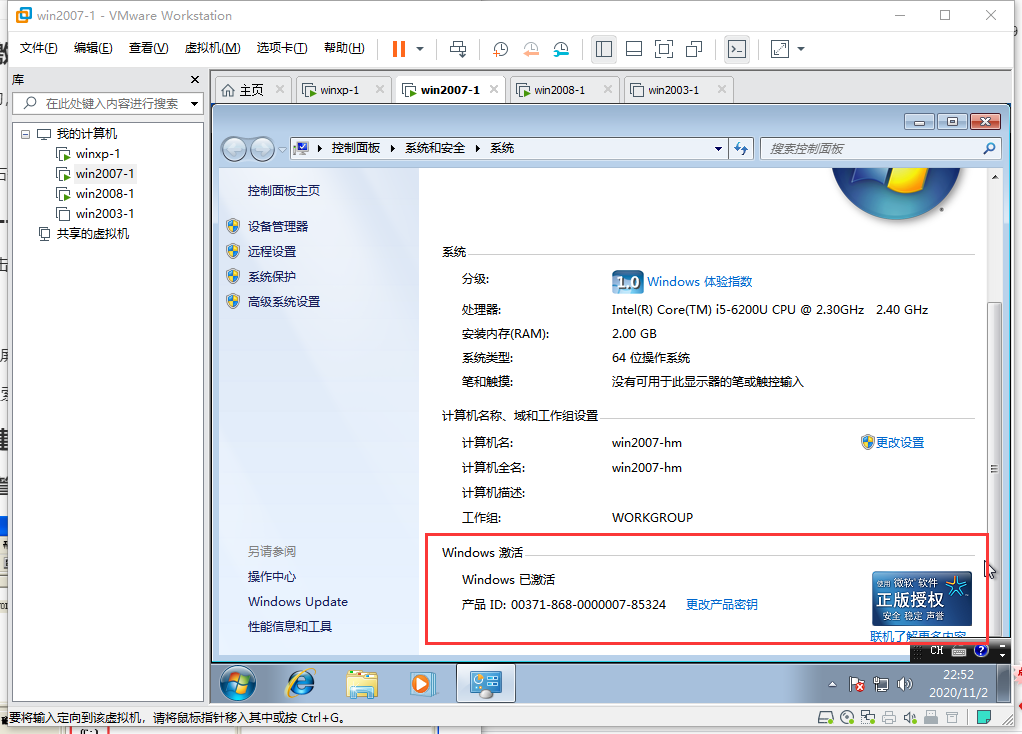 win2007-1 - VMware Workstation
文件(F) 编辑(E) 查看(V) 虚拟机(M) 选项卡(T) 帮助(H)
库
在此处键入内容进行搜索
我的计算机
winxp-1
win2007-1
win2008-1
win2003-1
共享的虚拟机
主页 winxp-1 win2007-1 win2008-1 win2003-1
控制面板 系统和安全 系统
搜索控制面板
控制面板主页
设备管理器
远程设置
系统保护
高级系统设置
另请参阅
操作中心
Windows Update
性能信息和工具
系统
分级: 1.0 Windows 体验指数
处理器: Intel(R) Core(TM) i5-6200U CPU @ 2.30GHz 2.40 GHz
安装内存(RAM): 2.00 GB
系统类型: 64 位操作系统
笔和触摸: 没有可用于此显示器的笔或触控输入
计算机名称、域和工作组设置
计算机名: win2007-hm 更改设置
计算机全名: win2007-hm
计算机描述:
工作组: WORKGROUP
Windows 激活
Windows 已激活
产品 ID: 00371-868-0000007-85324 更改产品密钥
使用 微软 软件
正版授权
安全 稳定 声誉
联机了解更多内容
CH
22:52
2020/11/2
要将输入定向到该虚拟机，请将鼠标指针移入其中或按 Ctrl+G。